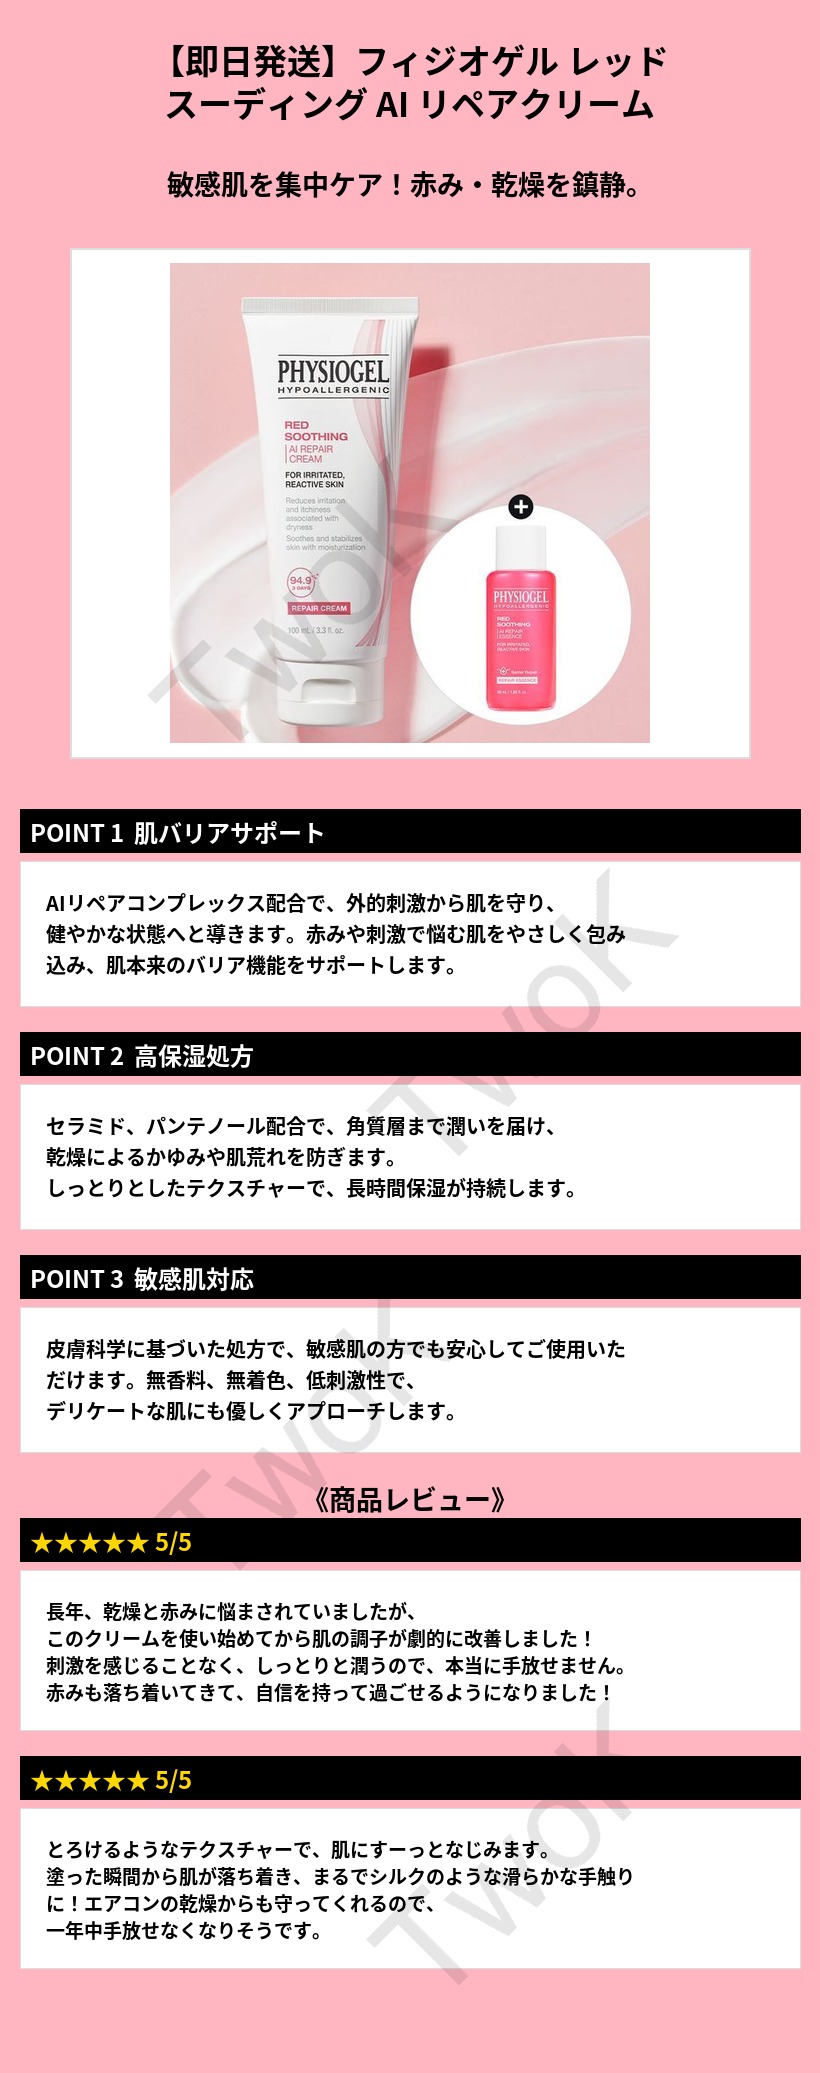 【即日発送】フィジオゲル レッド
スーディング AI リペアクリーム
敏感肌を集中ケア！赤み・乾燥を鎮静。
PHYSIOGEL
HYPOALLERGENIC
RED
SOOTHING
AI REPAIR
CREAM
FOR IRRITATED,
REACTIVE SKIN
Reduces irritation
and itchiness
associated with
dryness
Soothes and stabilizes
skin with moisturization
94.9%
3 DAYS
REPAIR CREAM
100 mL / 3.3 fl. oz.
+
PHYSIOGEL
HYPOALLERGENIC
RED
SOOTHING
AI REPAIR
ESSENCE
FOR IRRITATED,
REACTIVE SKIN
REPAIR ESSENCE
TwoK
POINT 1 肌バリアサポート
AIリペアコンプレックス配合で、外的刺激から肌を守り、
健やかな状態へと導きます。赤みや刺激で悩む肌をやさしく包み
込み、肌本来のバリア機能をサポートします。
TwoK
POINT 2 高保湿処方
セラミド、パンテノール配合で、角質層まで潤いを届け、
乾燥によるかゆみや肌荒れを防ぎます。
しっとりとしたテクスチャーで、長時間保湿が持続します。
POINT 3 敏感肌対応
皮膚科学に基づいた処方で、敏感肌の方でも安心してご使用いた
だけます。無香料、無着色、低刺激性で、
デリケートな肌にも優しくアプローチします。
TwoK
《商品レビュー》
★★★★★ 5/5
長年、乾燥と赤みに悩まされていましたが、
このクリームを使い始めてから肌の調子が劇的に改善しました！
刺激を感じることなく、しっとりと潤うので、本当に手放せません。
赤みも落ち着いてきて、自信を持って過ごせるようになりました！
★★★★★ 5/5
とろけるようなテクスチャーで、肌にすーっとなじみます。
塗った瞬間から肌が落ち着き、まるでシルクのような滑らかな手触り
に！エアコンの乾燥からも守ってくれるので、
一年中手放せなくなりそうです。
TwoK